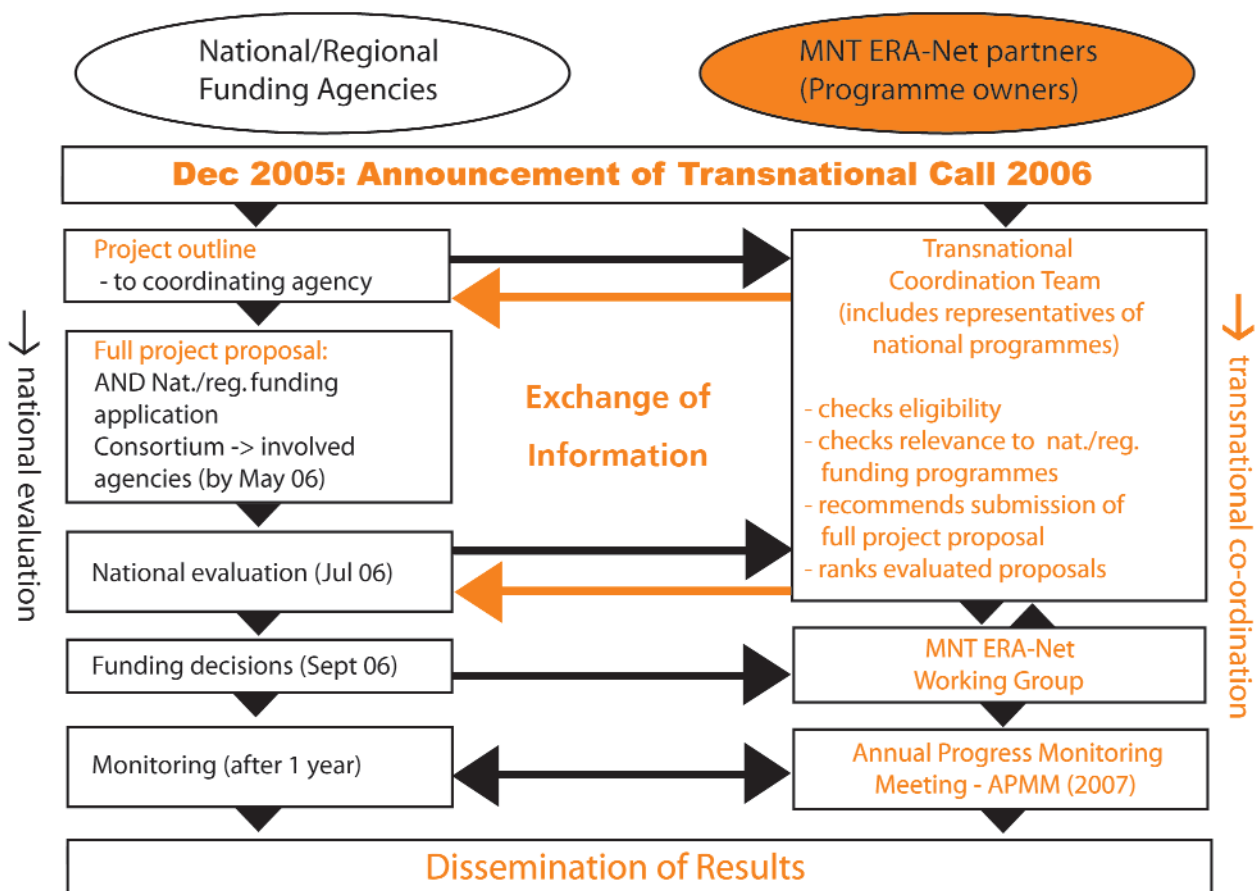 National/Regional
Funding Agencies
MNT ERA-Net partners
(Programme owners)
Dec 2005: Announcement of Transnational Call 2006
Project outline
- to coordinating agency
Full project proposal:
AND Nat./reg. funding
application
Consortium -> involved
agencies (by May 06)
National evaluation (Jul 06)
Funding decisions (Sept 06)
Monitoring (after 1 year)
national evaluation
Exchange of
Information
Transnational
Coordination Team
(includes representatives of
national programmes)
- checks eligibility
- checks relevance to nat./reg.
funding programmes
- recommends submission of
full project proposal
- ranks evaluated proposals
MNT ERA-Net
Working Group
Annual Progress Monitoring
Meeting - APMM (2007)
transnational co-ordination
Dissemination of Results